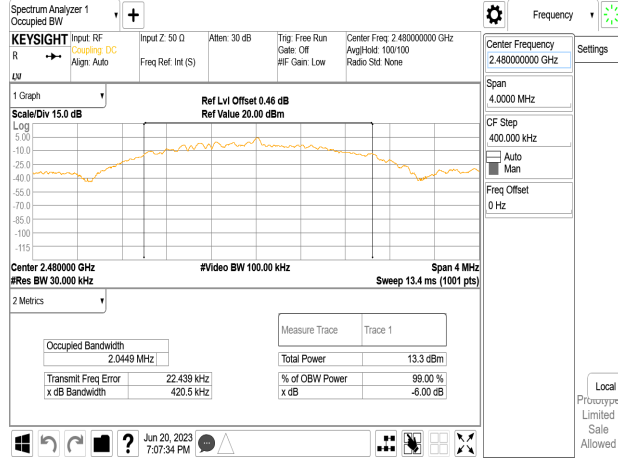 Spectrum Analyzer 1
Occupied BW
Frequency
KEYSIGHT
R
Input: RF
Coupling: DC
Align: Auto
Input Z: 50 Ω
Freq Ref: Int (S)
Atten: 30 dB
Trig: Free Run
Gate: Off
#IF Gain: Low
Center Freq: 2.480000000 GHz
Avg|Hold: 100/100
Radio Std: None
LXI
1 Graph
Scale/Div 15.0 dB
Ref Lvl Offset 0.46 dB
Ref Value 20.00 dBm
Log
5.00
-10.0
-25.0
-40.0
-55.0
-70.0
-85.0
-100
-115
Center 2.480000 GHz
#Res BW 30.000 kHz
#Video BW 100.00 kHz
Span 4 MHz
Sweep 13.4 ms (1001 pts)
2 Metrics
Measure Trace
Trace 1
Occupied Bandwidth
2.0449 MHz
Total Power
13.3 dBm
Transmit Freq Error
22.439 kHz
% of OBW Power
99.00 %
x dB Bandwidth
420.5 kHz
x dB
-6.00 dB
Jun 20, 2023
7:07:34 PM
?
Center Frequency
2.480000000 GHz
Settings
Span
4.0000 MHz
CF Step
400.000 kHz
Auto
Man
Freq Offset
0 Hz
Local
Prototype
Limited
Sale
Allowed